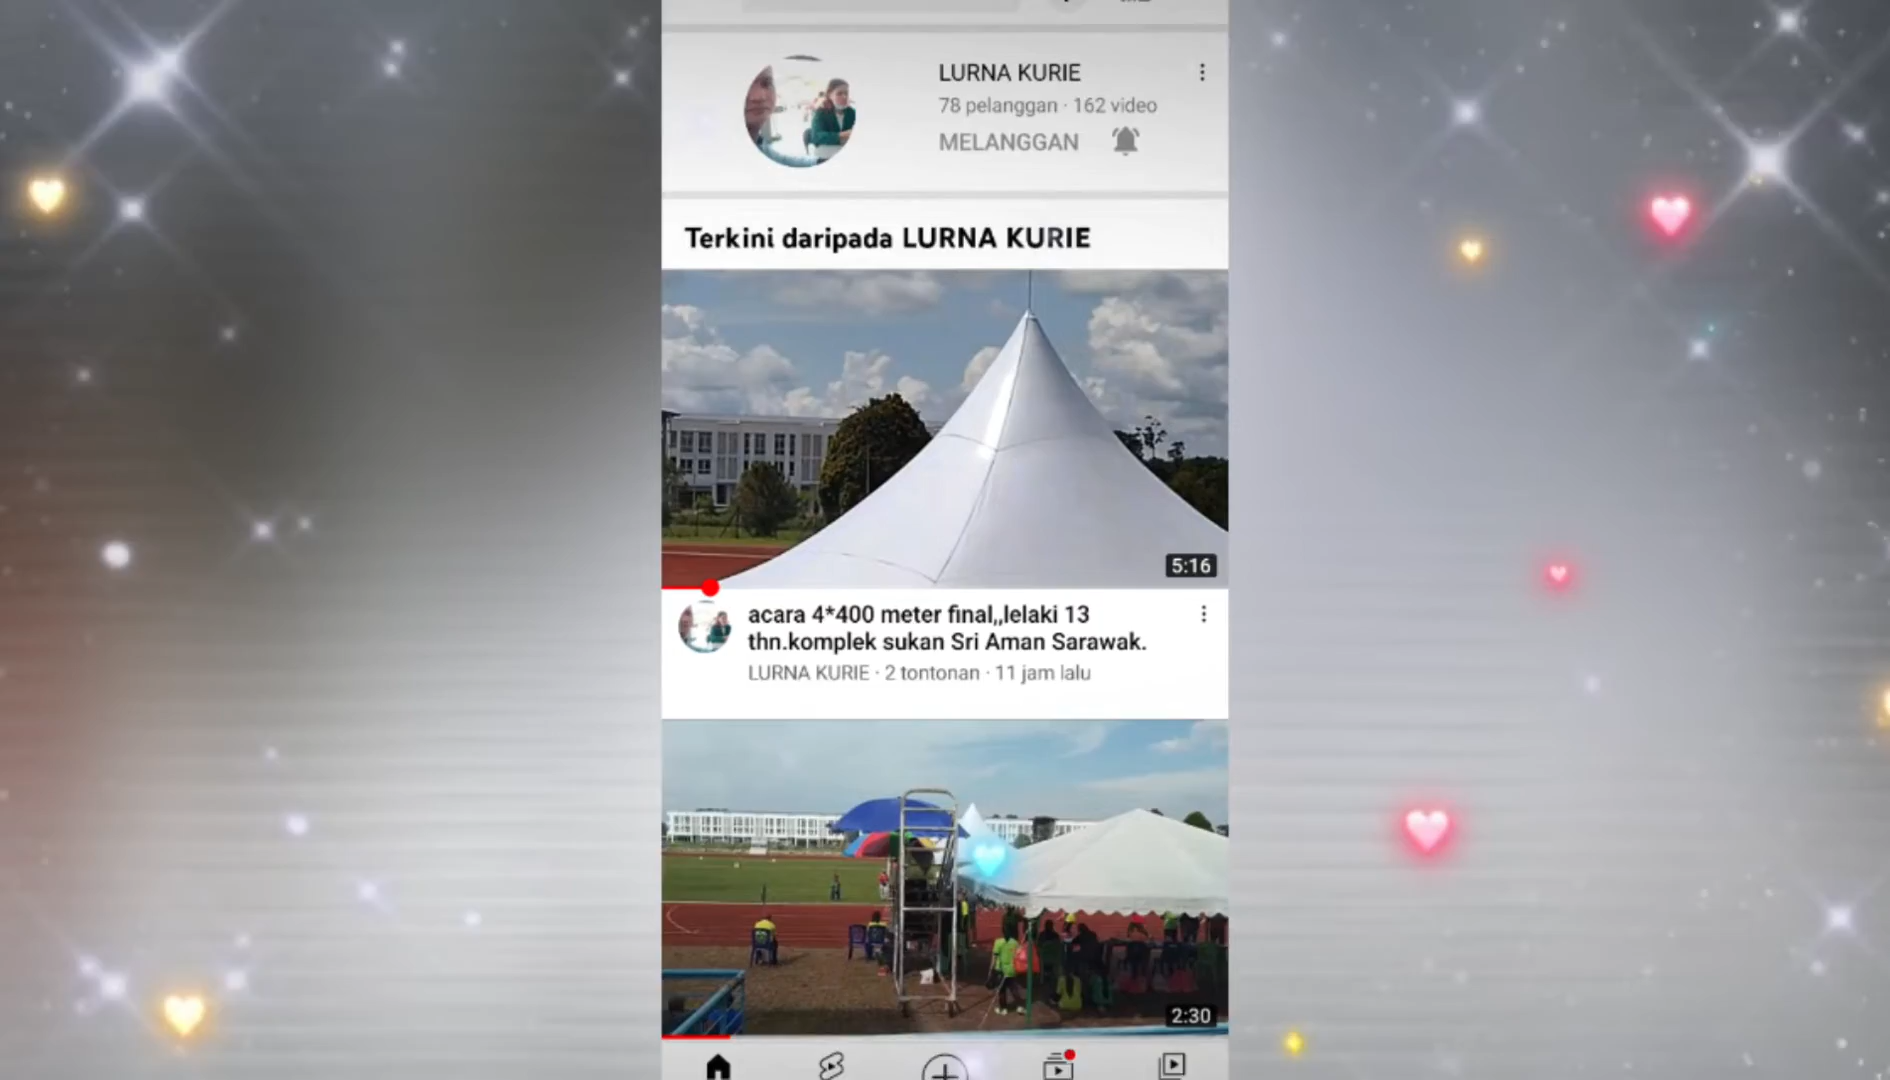 LURNA KURIE
78 pelanggan · 162 video
MELANGGAN
Terkini daripada LURNA KURIE
5:16
acara 4*400 meter final,,lelaki 13
thn.komplek sukan Sri Aman Sarawak.
LURNA KURIE · 2 tontonan · 11 jam lalu
2:30